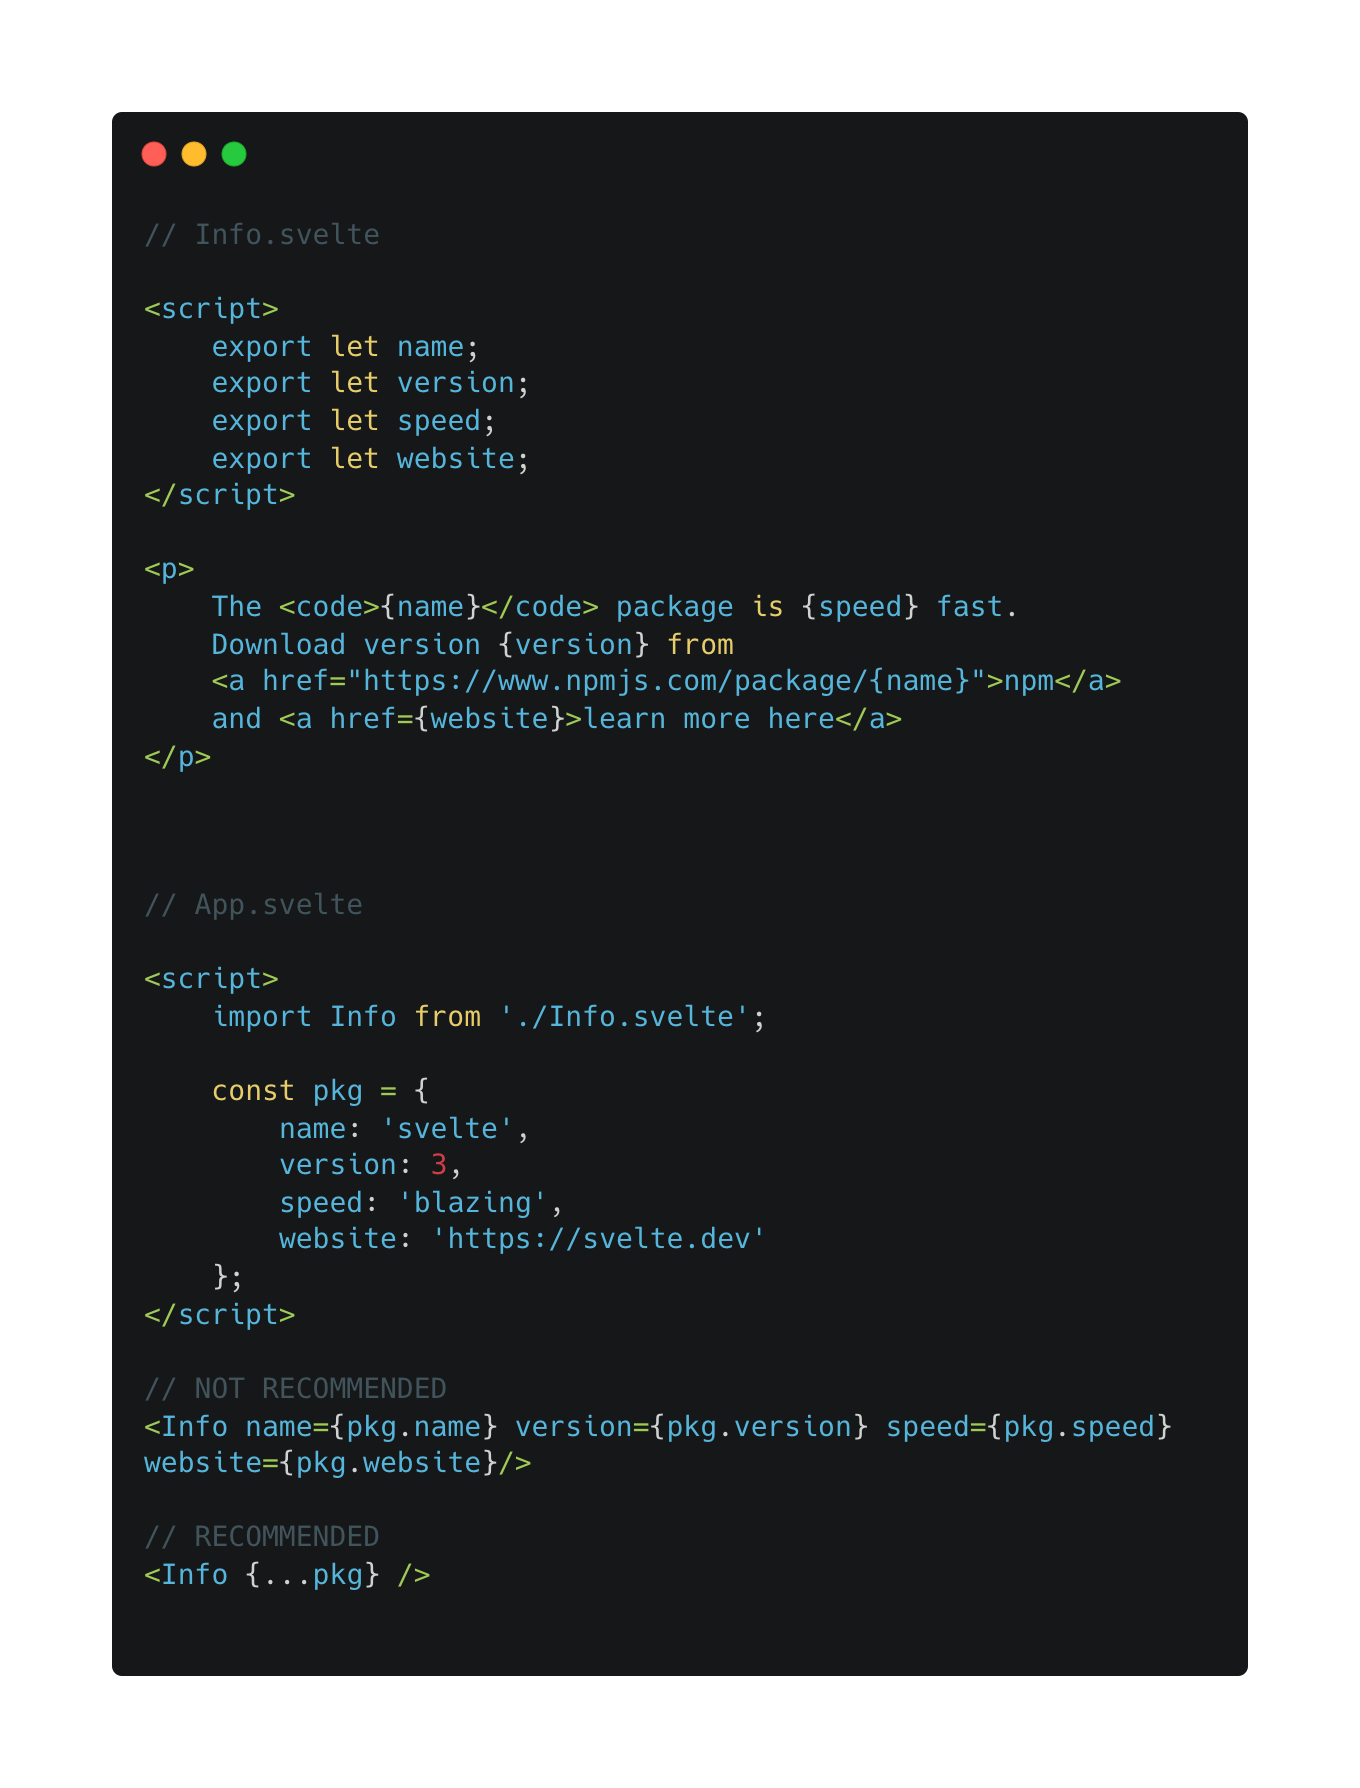 // Info.svelte
<script>
    export let name;
    export let version;
    export let speed;
    export let website;
</script>
<p>
    The <code>{name}</code> package is {speed} fast.
    Download version {version} from
    <a href="https://www.npmjs.com/package/{name}">npm</a>
    and <a href={website}>learn more here</a>
</p>
// App.svelte
<script>
    import Info from './Info.svelte';
    const pkg = {
        name: 'svelte',
        version: 3,
        speed: 'blazing',
        website: 'https://svelte.dev'
    };
</script>
// NOT RECOMMENDED
<Info name={pkg.name} version={pkg.version} speed={pkg.speed}
website={pkg.website}/>
// RECOMMENDED
<Info {...pkg} />